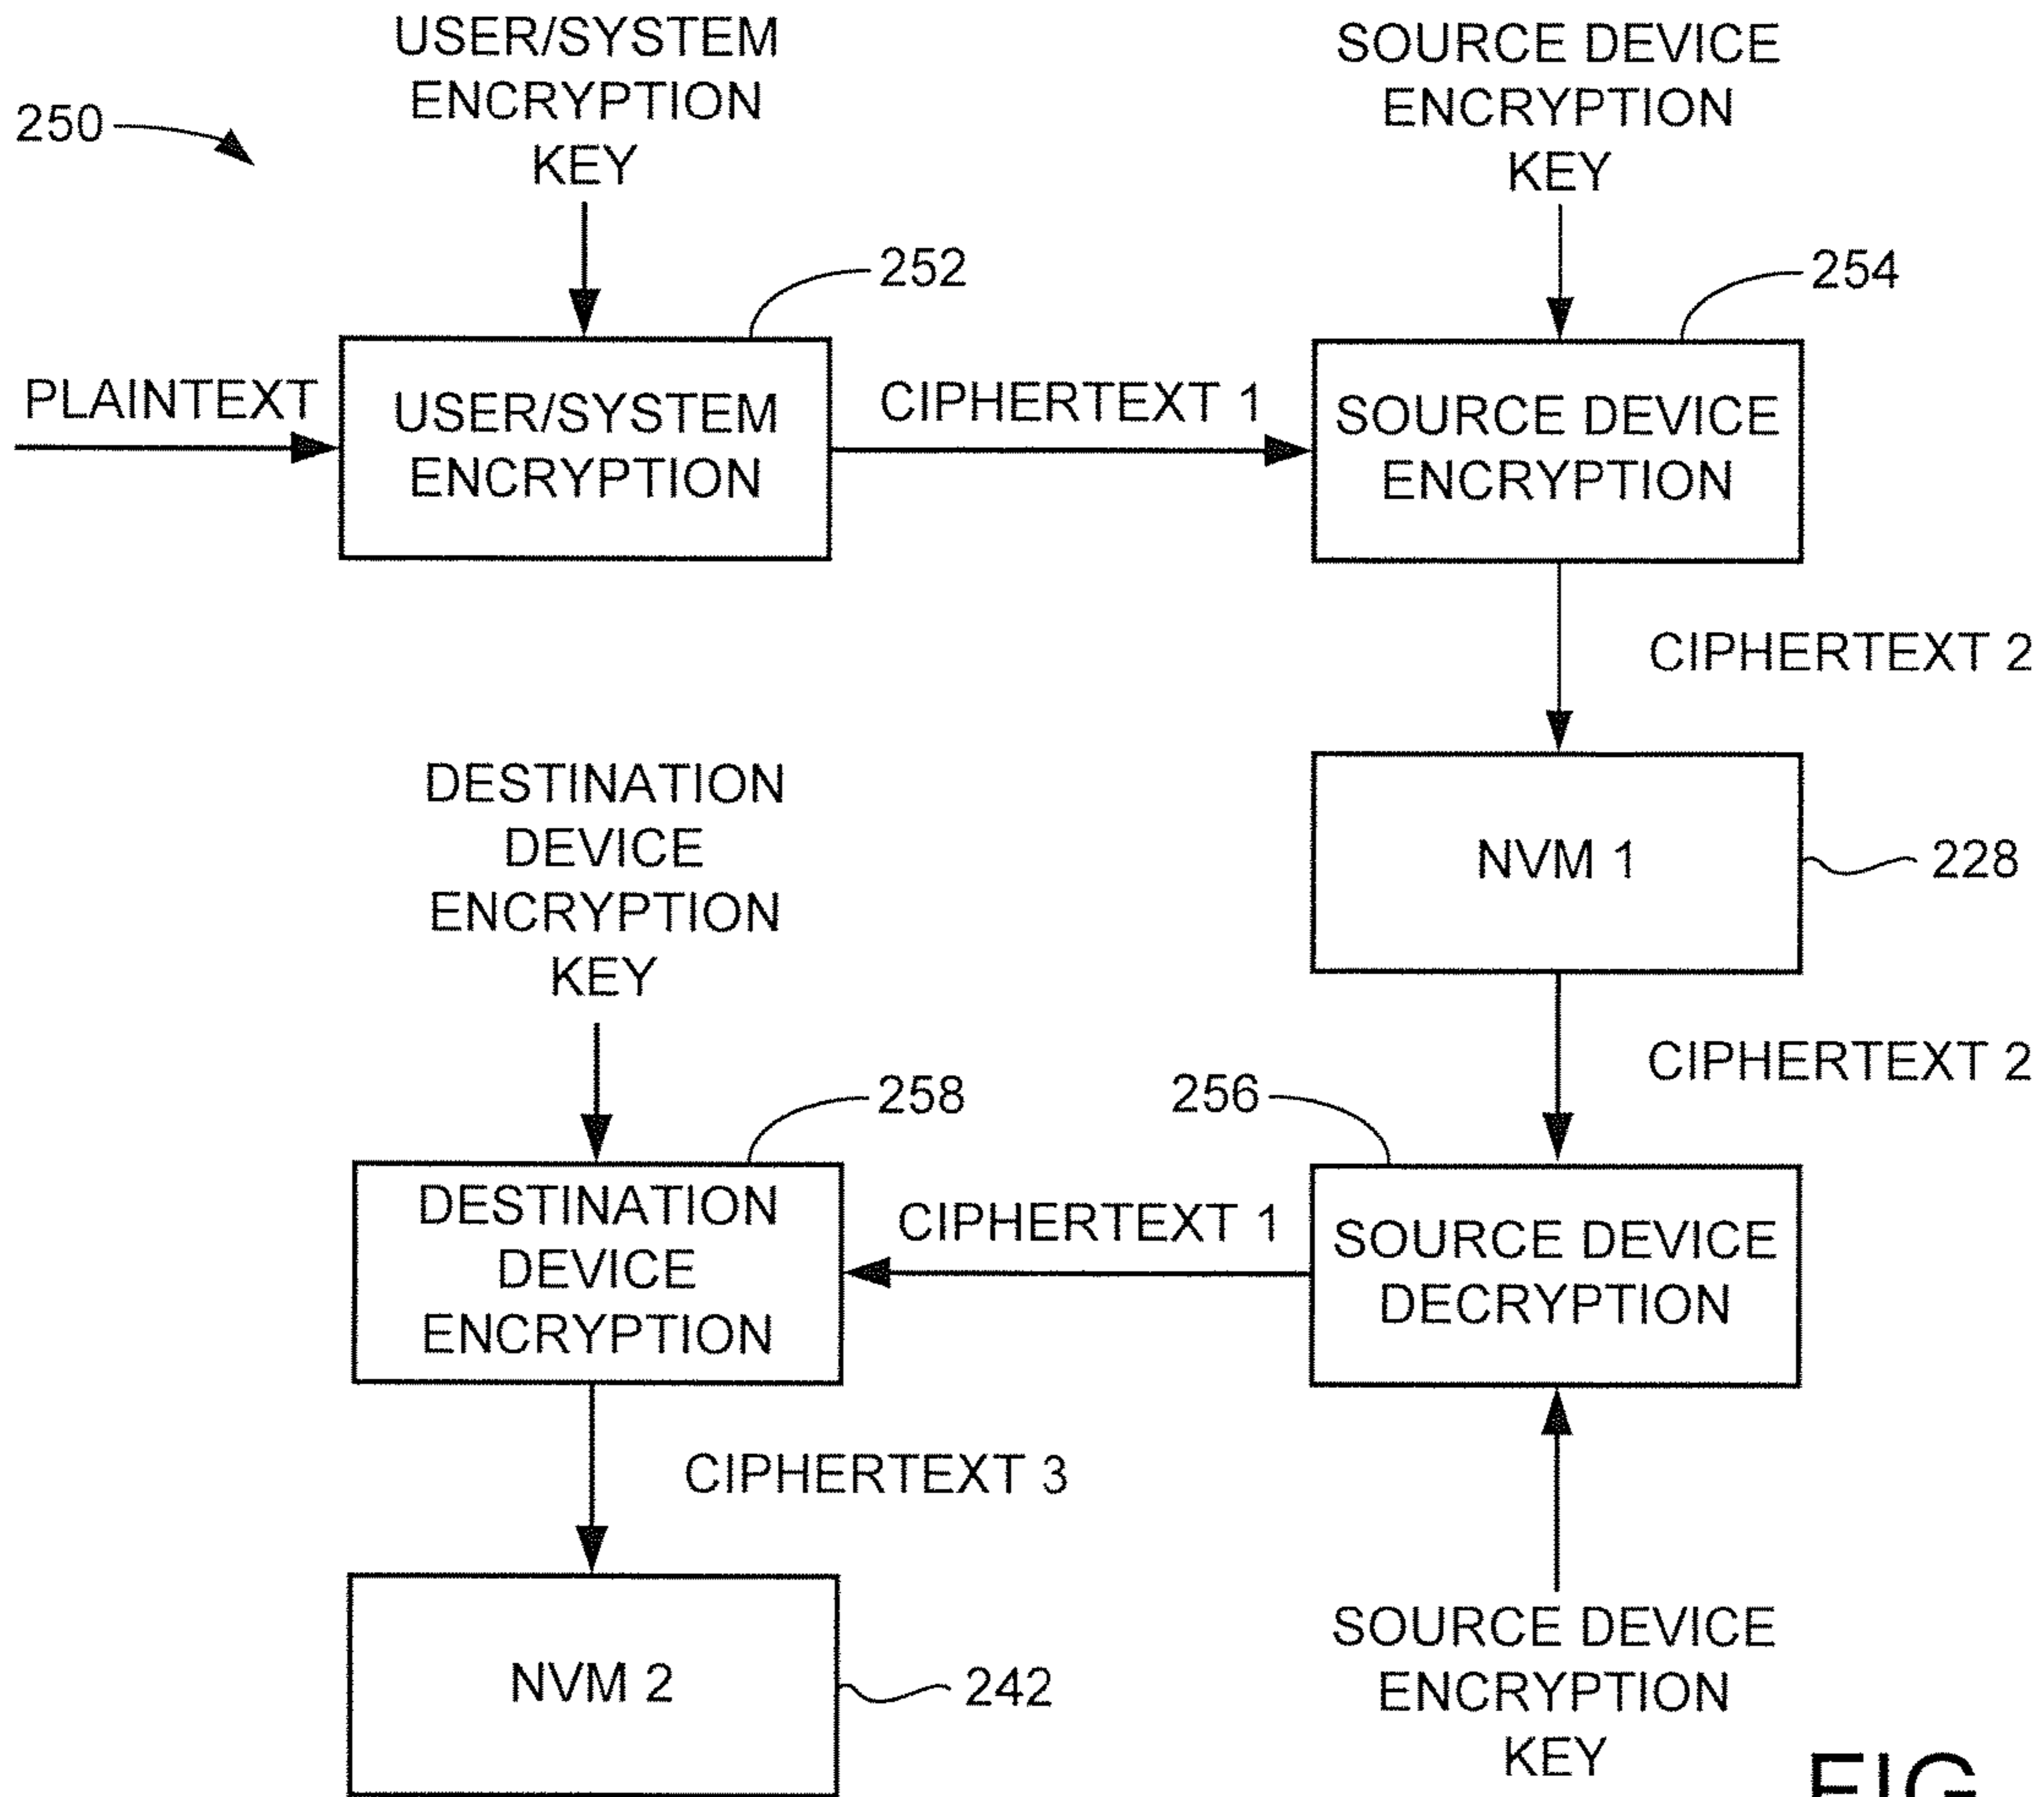 USER/SYSTEM
ENCRYPTION
KEY
SOURCE DEVICE
ENCRYPTION
KEY
250
252
254
PLAINTEXT
USER/SYSTEM
ENCRYPTION
CIPHERTEXT 1
SOURCE DEVICE
ENCRYPTION
CIPHERTEXT 2
NVM 1
228
DESTINATION
DEVICE
ENCRYPTION
KEY
CIPHERTEXT 2
258
256
DESTINATION
DEVICE
ENCRYPTION
CIPHERTEXT 1
SOURCE DEVICE
DECRYPTION
CIPHERTEXT 3
NVM 2
242
SOURCE DEVICE
ENCRYPTION
KEY
FIG